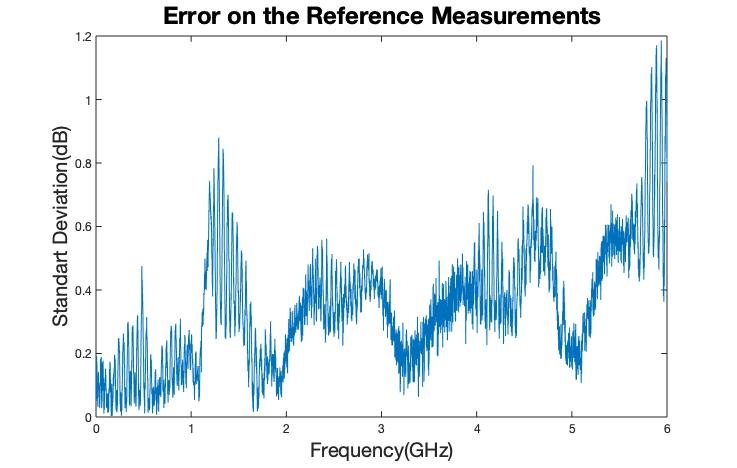 Error on the Reference Measurements
1.2
1
0.8
0.6
0.4
0.2
0
Standart Deviation(dB)
0 1 2 3 4 5 6
Frequency(GHz)